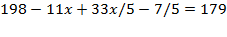 198 − 11x + 33x/5 − 7/5 = 179